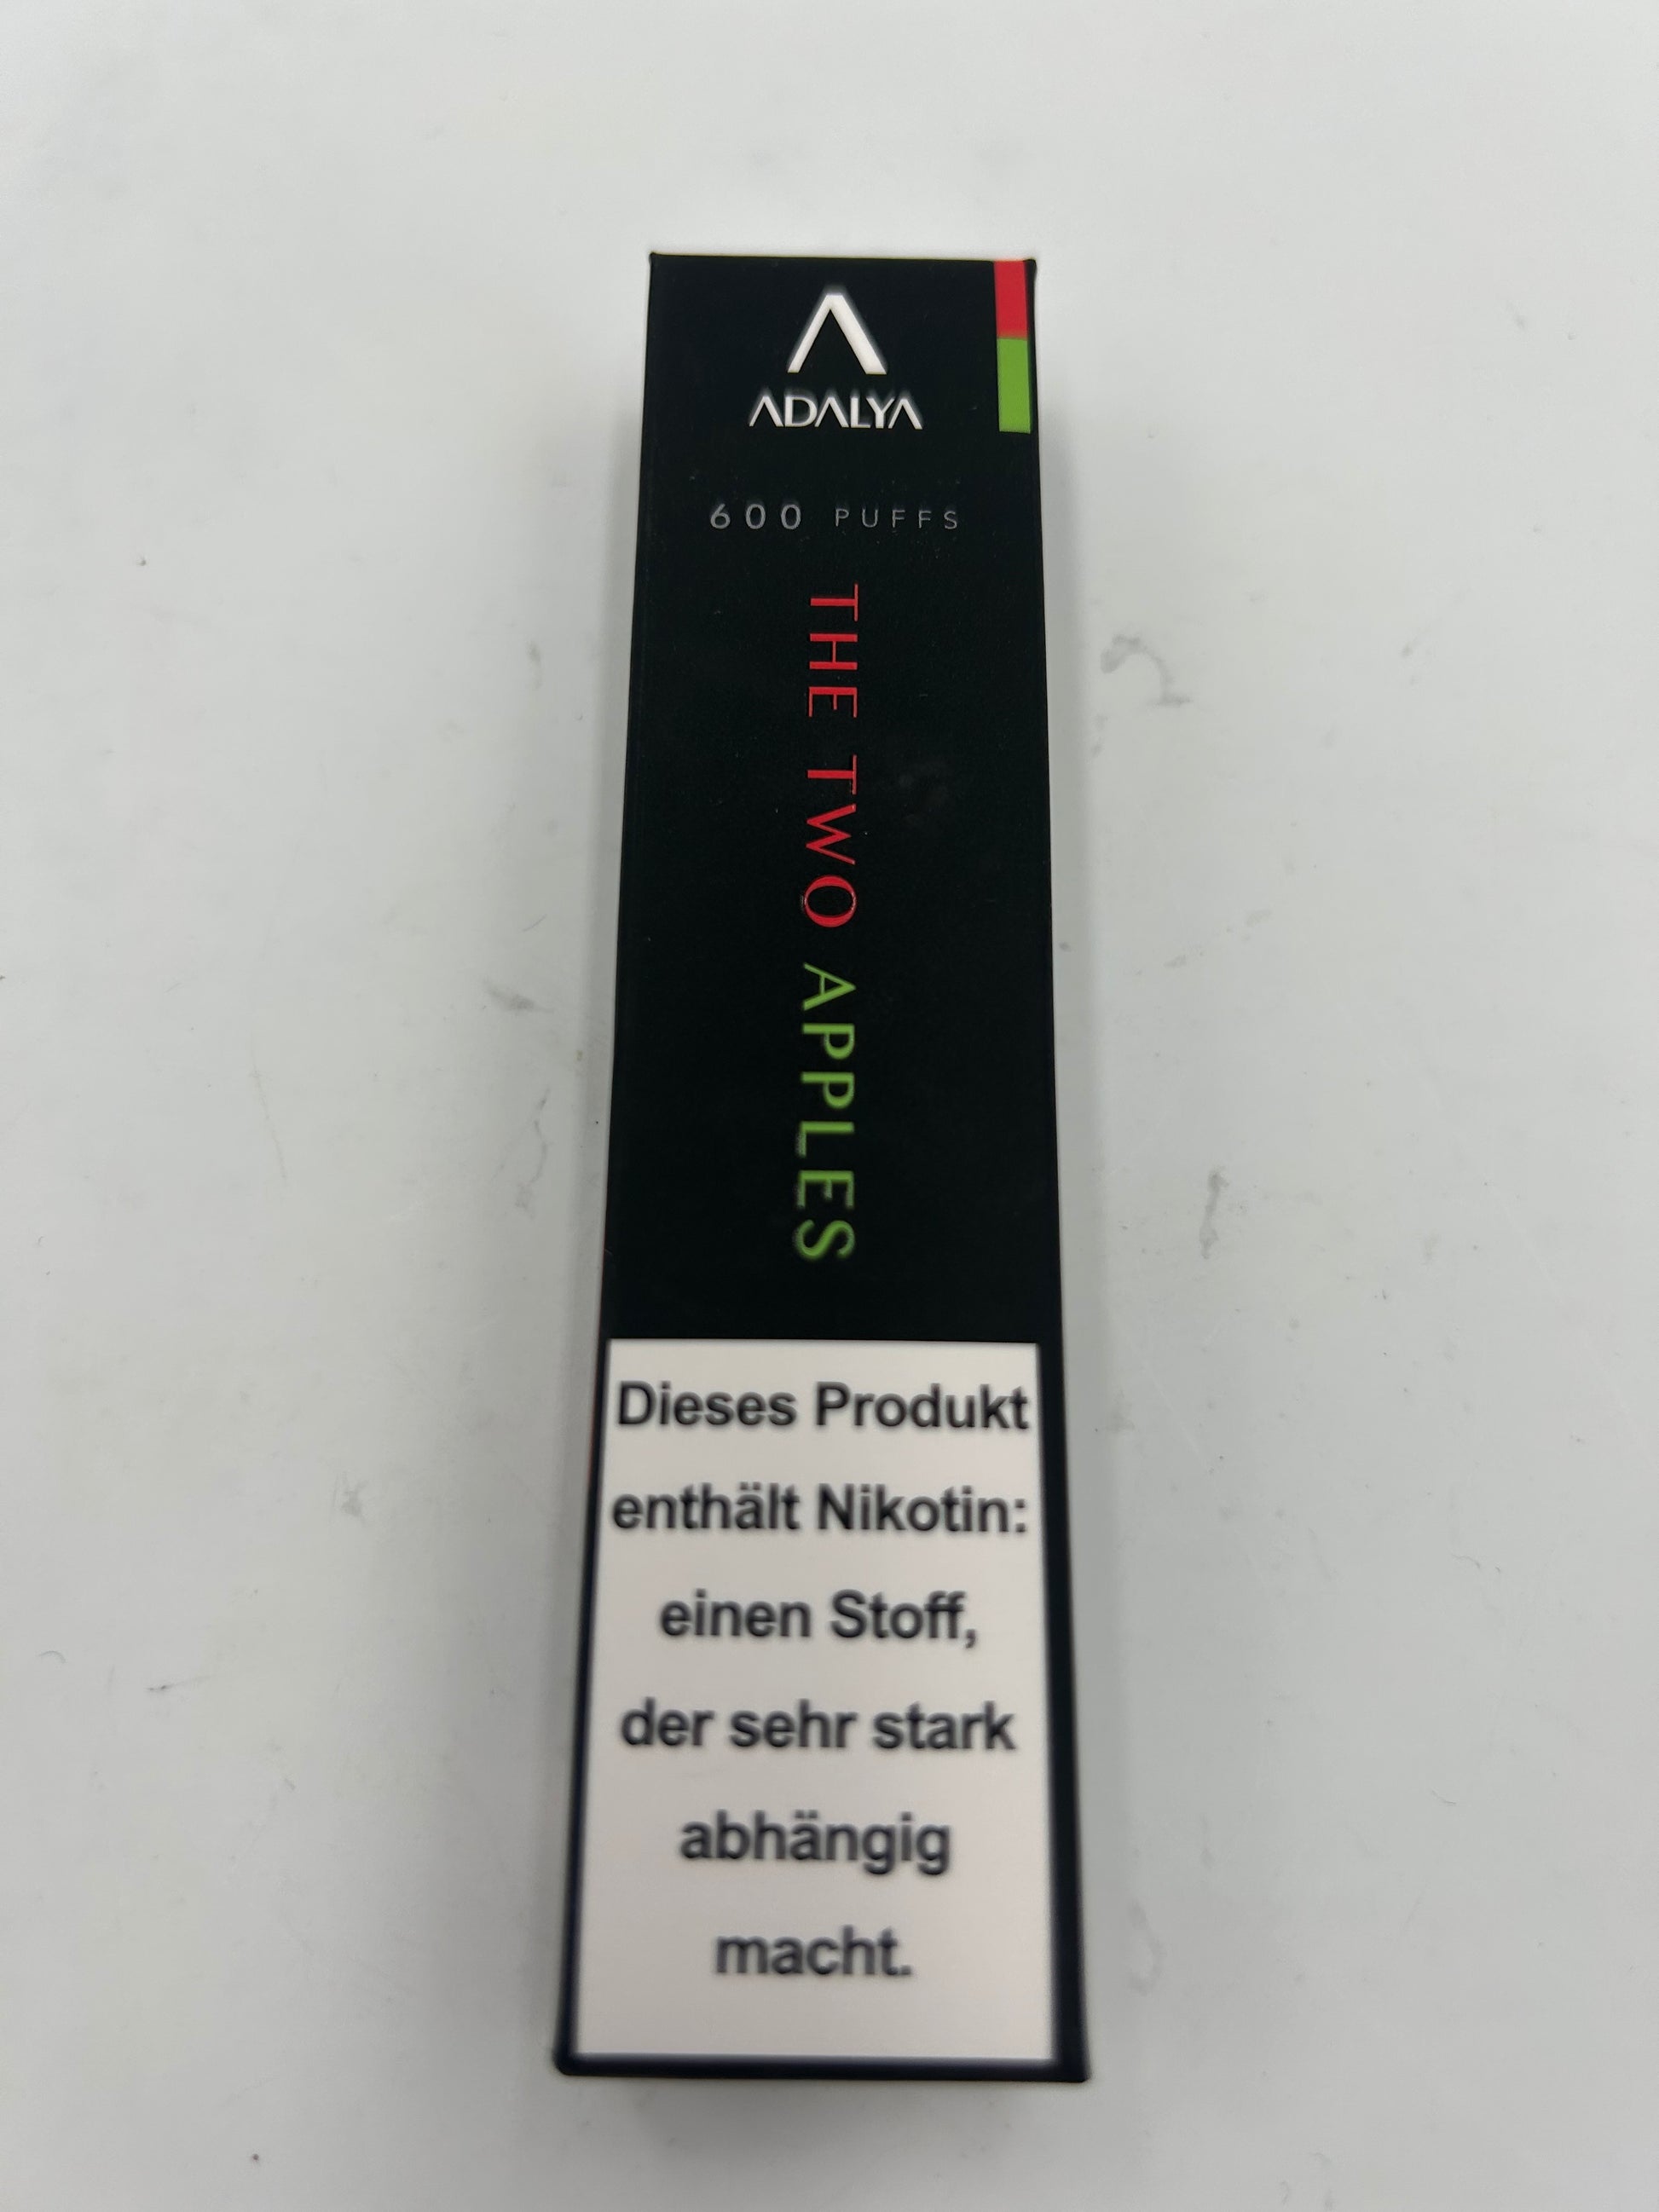 ADALYA
600 PUFFS
THE TWO APPLES
Dieses Produkt
enthält Nikotin:
einen Stoff,
der sehr stark
abhängig
macht.